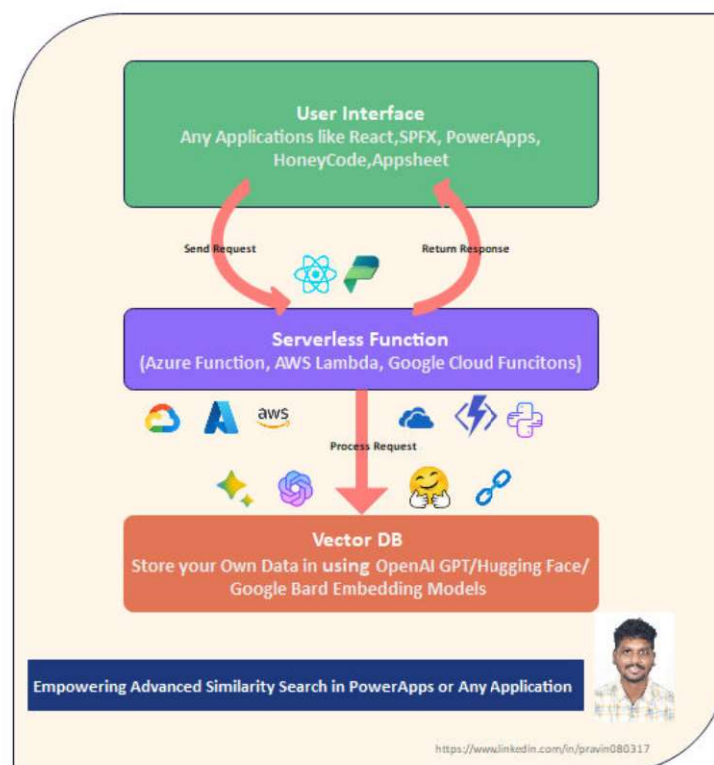 User Interface
Any Applications like React,SPFX, PowerApps,
HoneyCode,Appsheet
Send Request
Return Response
Serverless Function
(Azure Function, AWS Lambda, Google Cloud Funcitons)
aws
Process Request
Vector DB
Store your Own Data in using OpenAI GPT/Hugging Face/
Google Bard Embedding Models
Empowering Advanced Similarity Search in PowerApps or Any Application
https://www.linkedin.com/in/pravin080317